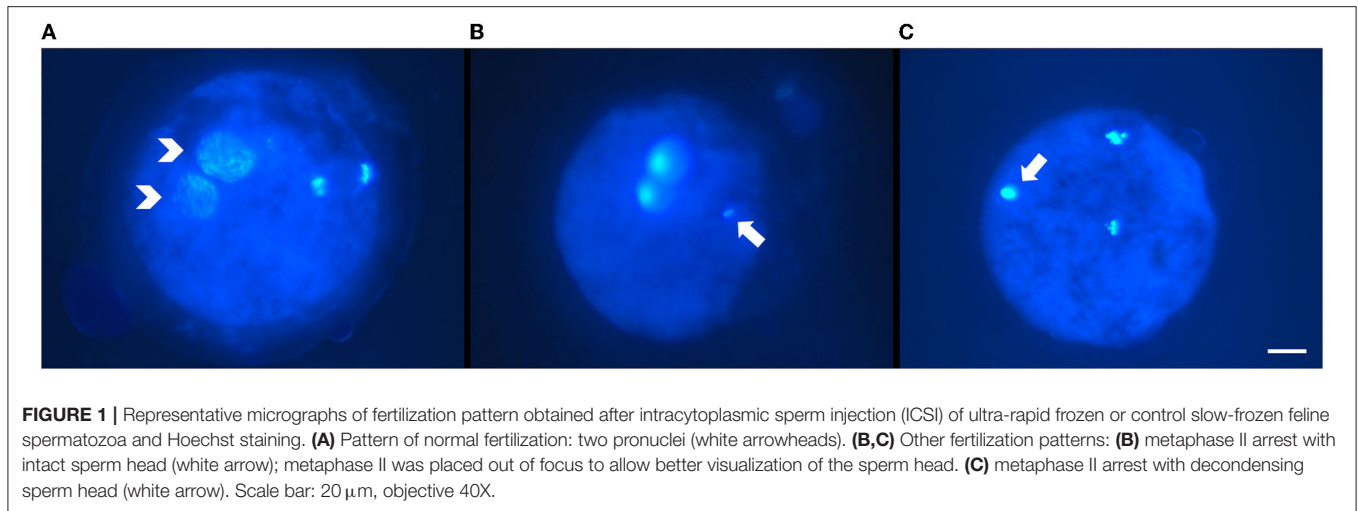 A
B
C
FIGURE 1 | Representative micrographs of fertilization pattern obtained after intracytoplasmic sperm injection (ICSI) of ultra-rapid frozen or control slow-frozen feline
spermatozoa and Hoechst staining. (A) Pattern of normal fertilization: two pronuclei (white arrowheads). (B,C) Other fertilization patterns: (B) metaphase II arrest with
intact sperm head (white arrow); metaphase II was placed out of focus to allow better visualization of the sperm head. (C) metaphase II arrest with decondensing
sperm head (white arrow). Scale bar: 20 μm, objective 40X.